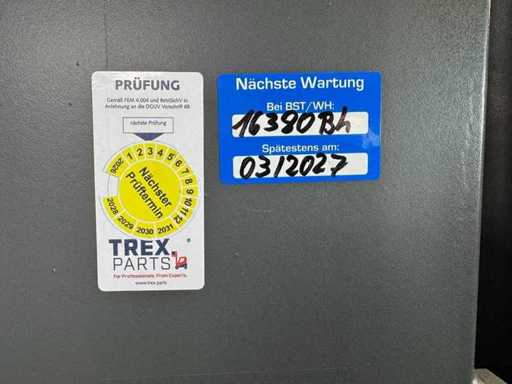 PRÜFUNG
Gemäß FEM 4.004 und BetrSichV in
Anlehnung an die DGUV Vorschrift 68
nächste Prüfung
2026 1 2 3 4 5 6 7 8 9 10 11 12
2028 2029 2030 2031
Nächster
Prüftermin
TREX.
PARTS
For Professionals. From Experts.
www.trex.parts
Nächste Wartung
Bei BST/WH:
16380 Bh
Spätestens am:
03/2027